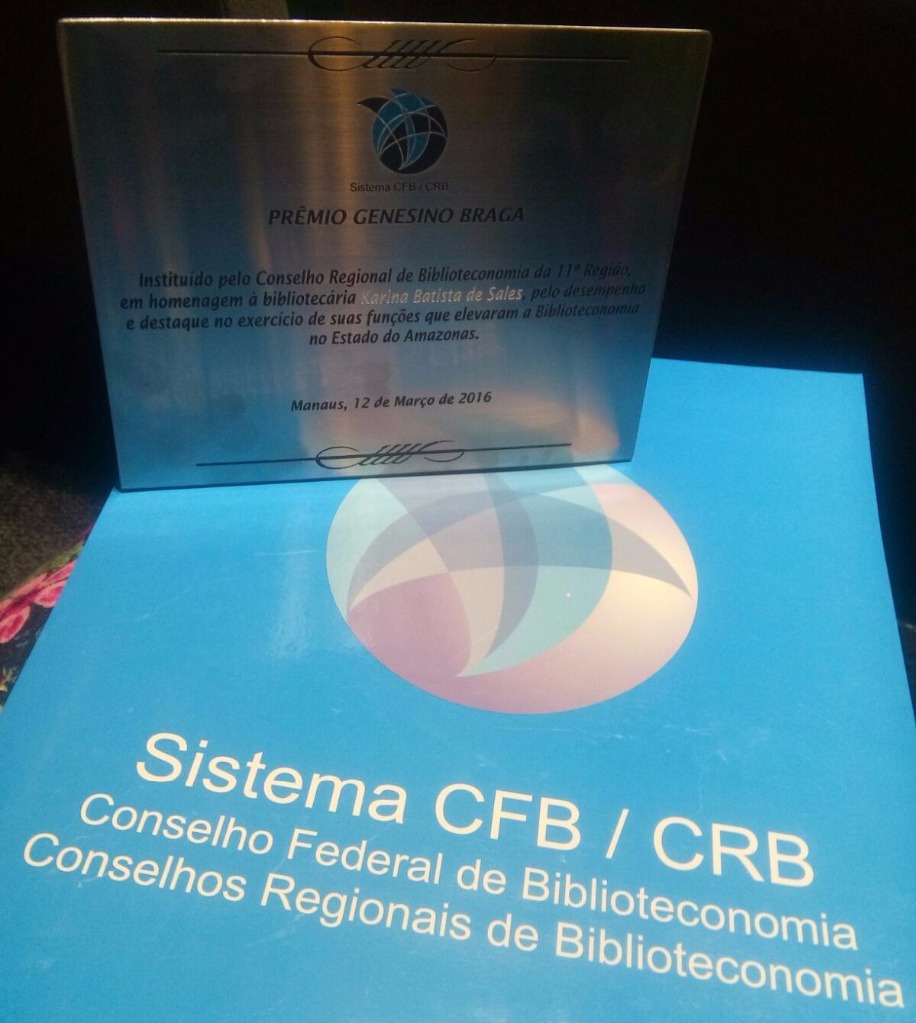 Sistema CFB / CRB
PRÊMIO GENESINO BRAGA
Instituído pelo Conselho Regional de Biblioteconomia da 11ª Região,
em homenagem à bibliotecária Karina Batista de Sales, pelo desempenho
e destaque no exercício de suas funções que elevaram a Biblioteconomia
no Estado do Amazonas.
Manaus, 12 de Março de 2016
Sistema CFB / CRB
Conselho Federal de Biblioteconomia
Conselhos Regionais de Biblioteconomia